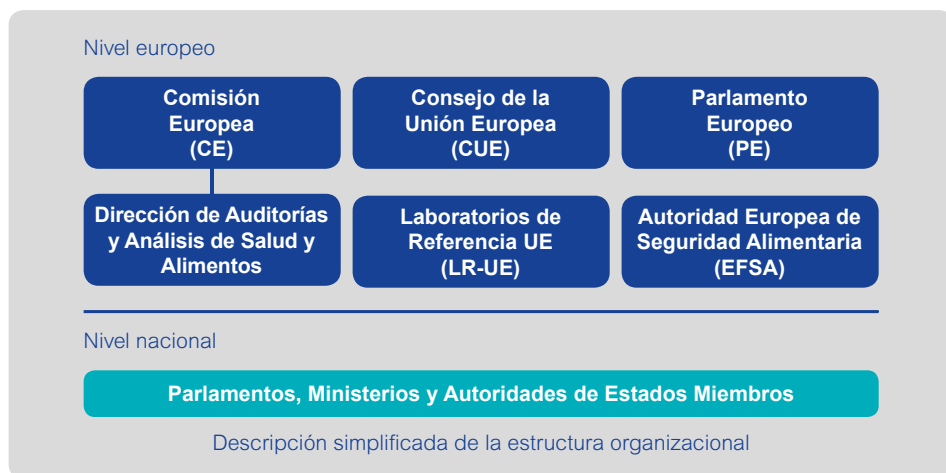 Nivel europeo
Comisión
Europea
(CE)
Consejo de la
Unión Europea
(CUE)
Parlamento
Europeo
(PE)
Dirección de Auditorías
y Análisis de Salud y
Alimentos
Laboratorios de
Referencia UE
(LR-UE)
Autoridad Europea de
Seguridad Alimentaria
(EFSA)
Nivel nacional
Parlamentos, Ministerios y Autoridades de Estados Miembros
Descripción simplificada de la estructura organizacional